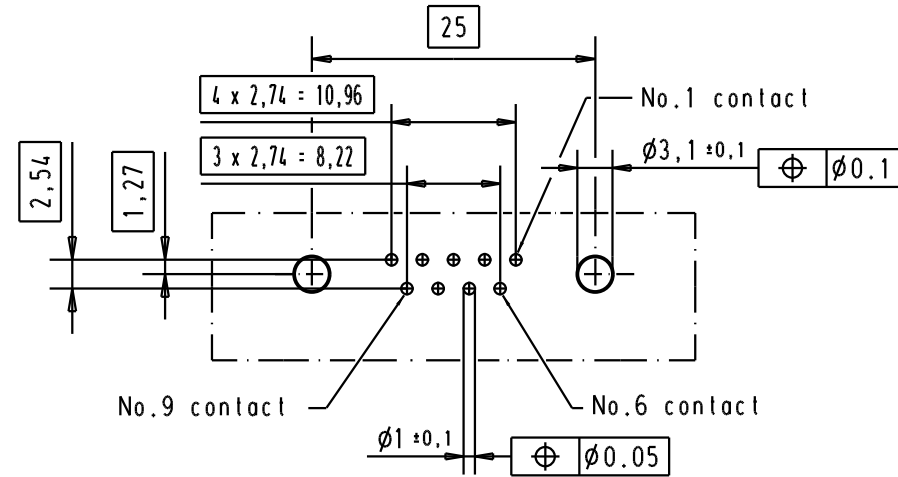 25
4 x 2,74 = 10,96
No.1 contact
3 x 2,74 = 8,22
Ø3,1 ±0,1
⌖ Ø0.1
2,54
1,27
No.9 contact
No.6 contact
Ø1 ±0,1
⌖ Ø0.05